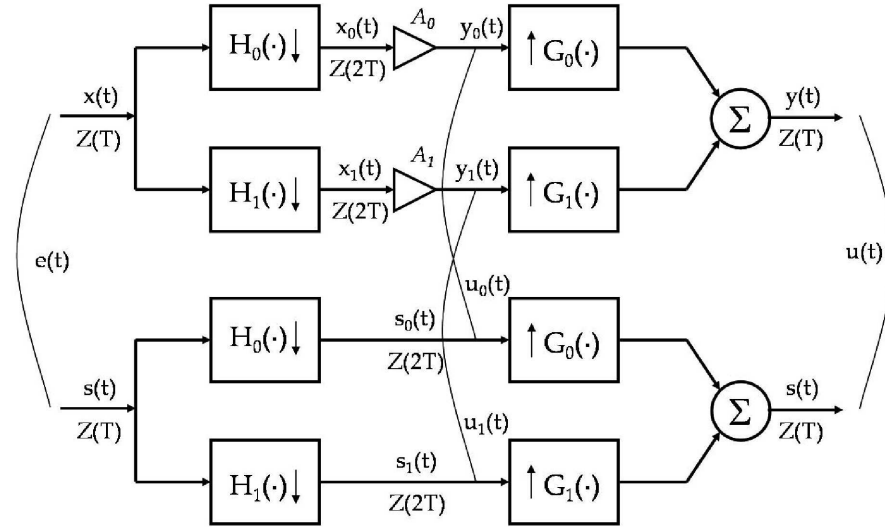 A₀
x₀(t)
y₀(t)
H₀(·)↓
↑G₀(·)
Z(2T)
x(t)
y(t)
Z(T)
Σ
Z(T)
A₁
x₁(t)
y₁(t)
H₁(·)↓
↑G₁(·)
Z(2T)
e(t)
u(t)
u₀(t)
s₀(t)
H₀(·)↓
↑G₀(·)
Z(2T)
s(t)
s(t)
Z(T)
Σ
Z(T)
u₁(t)
s₁(t)
H₁(·)↓
↑G₁(·)
Z(2T)